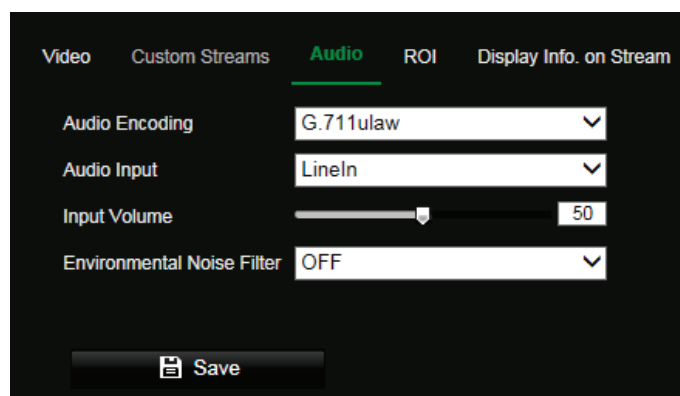 Video Custom Streams Audio ROI Display Info. on Stream
Audio Encoding G.711ulaw
Audio Input LineIn
Input Volume 50
Environmental Noise Filter OFF
Save